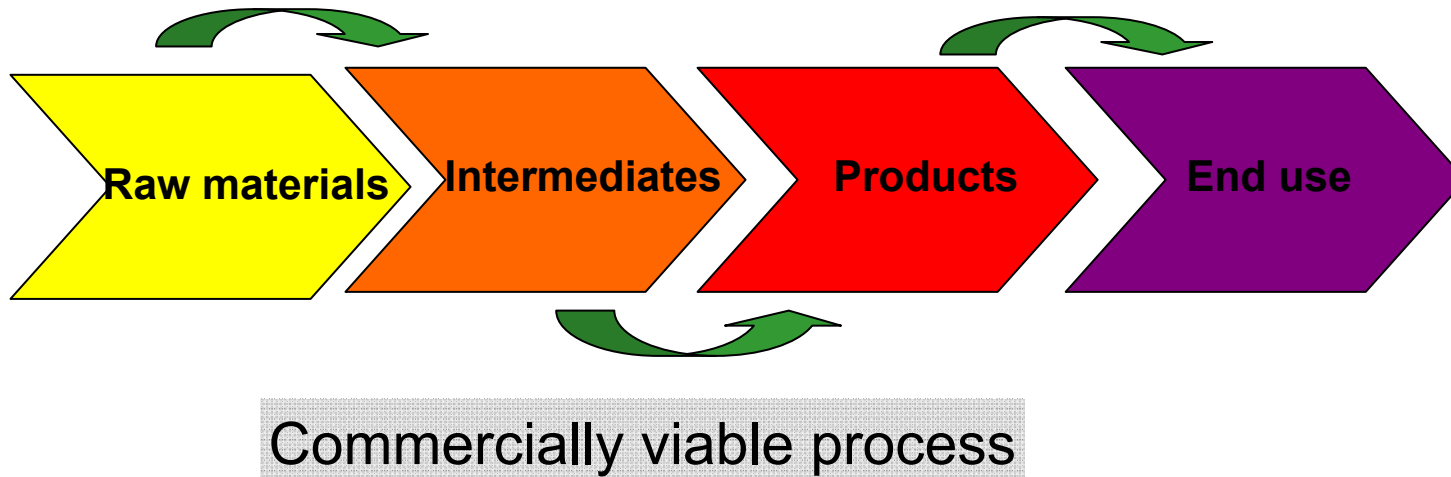 Raw materials
Intermediates
Products
End use
Commercially viable process